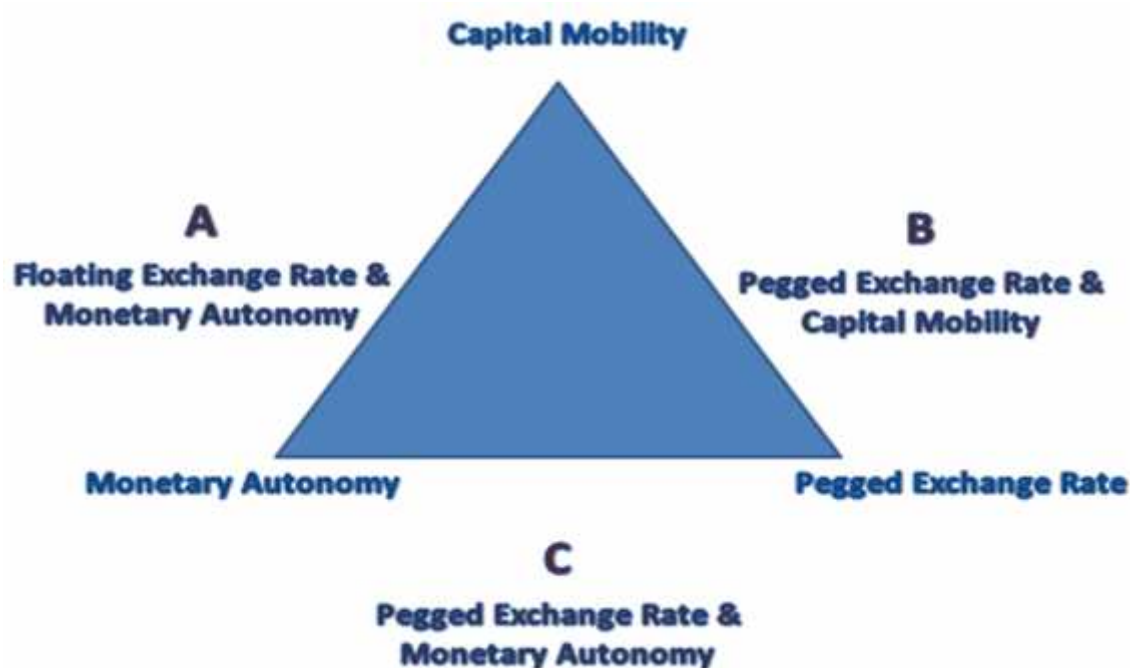 Capital Mobility
A
Floating Exchange Rate &
Monetary Autonomy
B
Pegged Exchange Rate &
Capital Mobility
Monetary Autonomy
Pegged Exchange Rate
C
Pegged Exchange Rate &
Monetary Autonomy